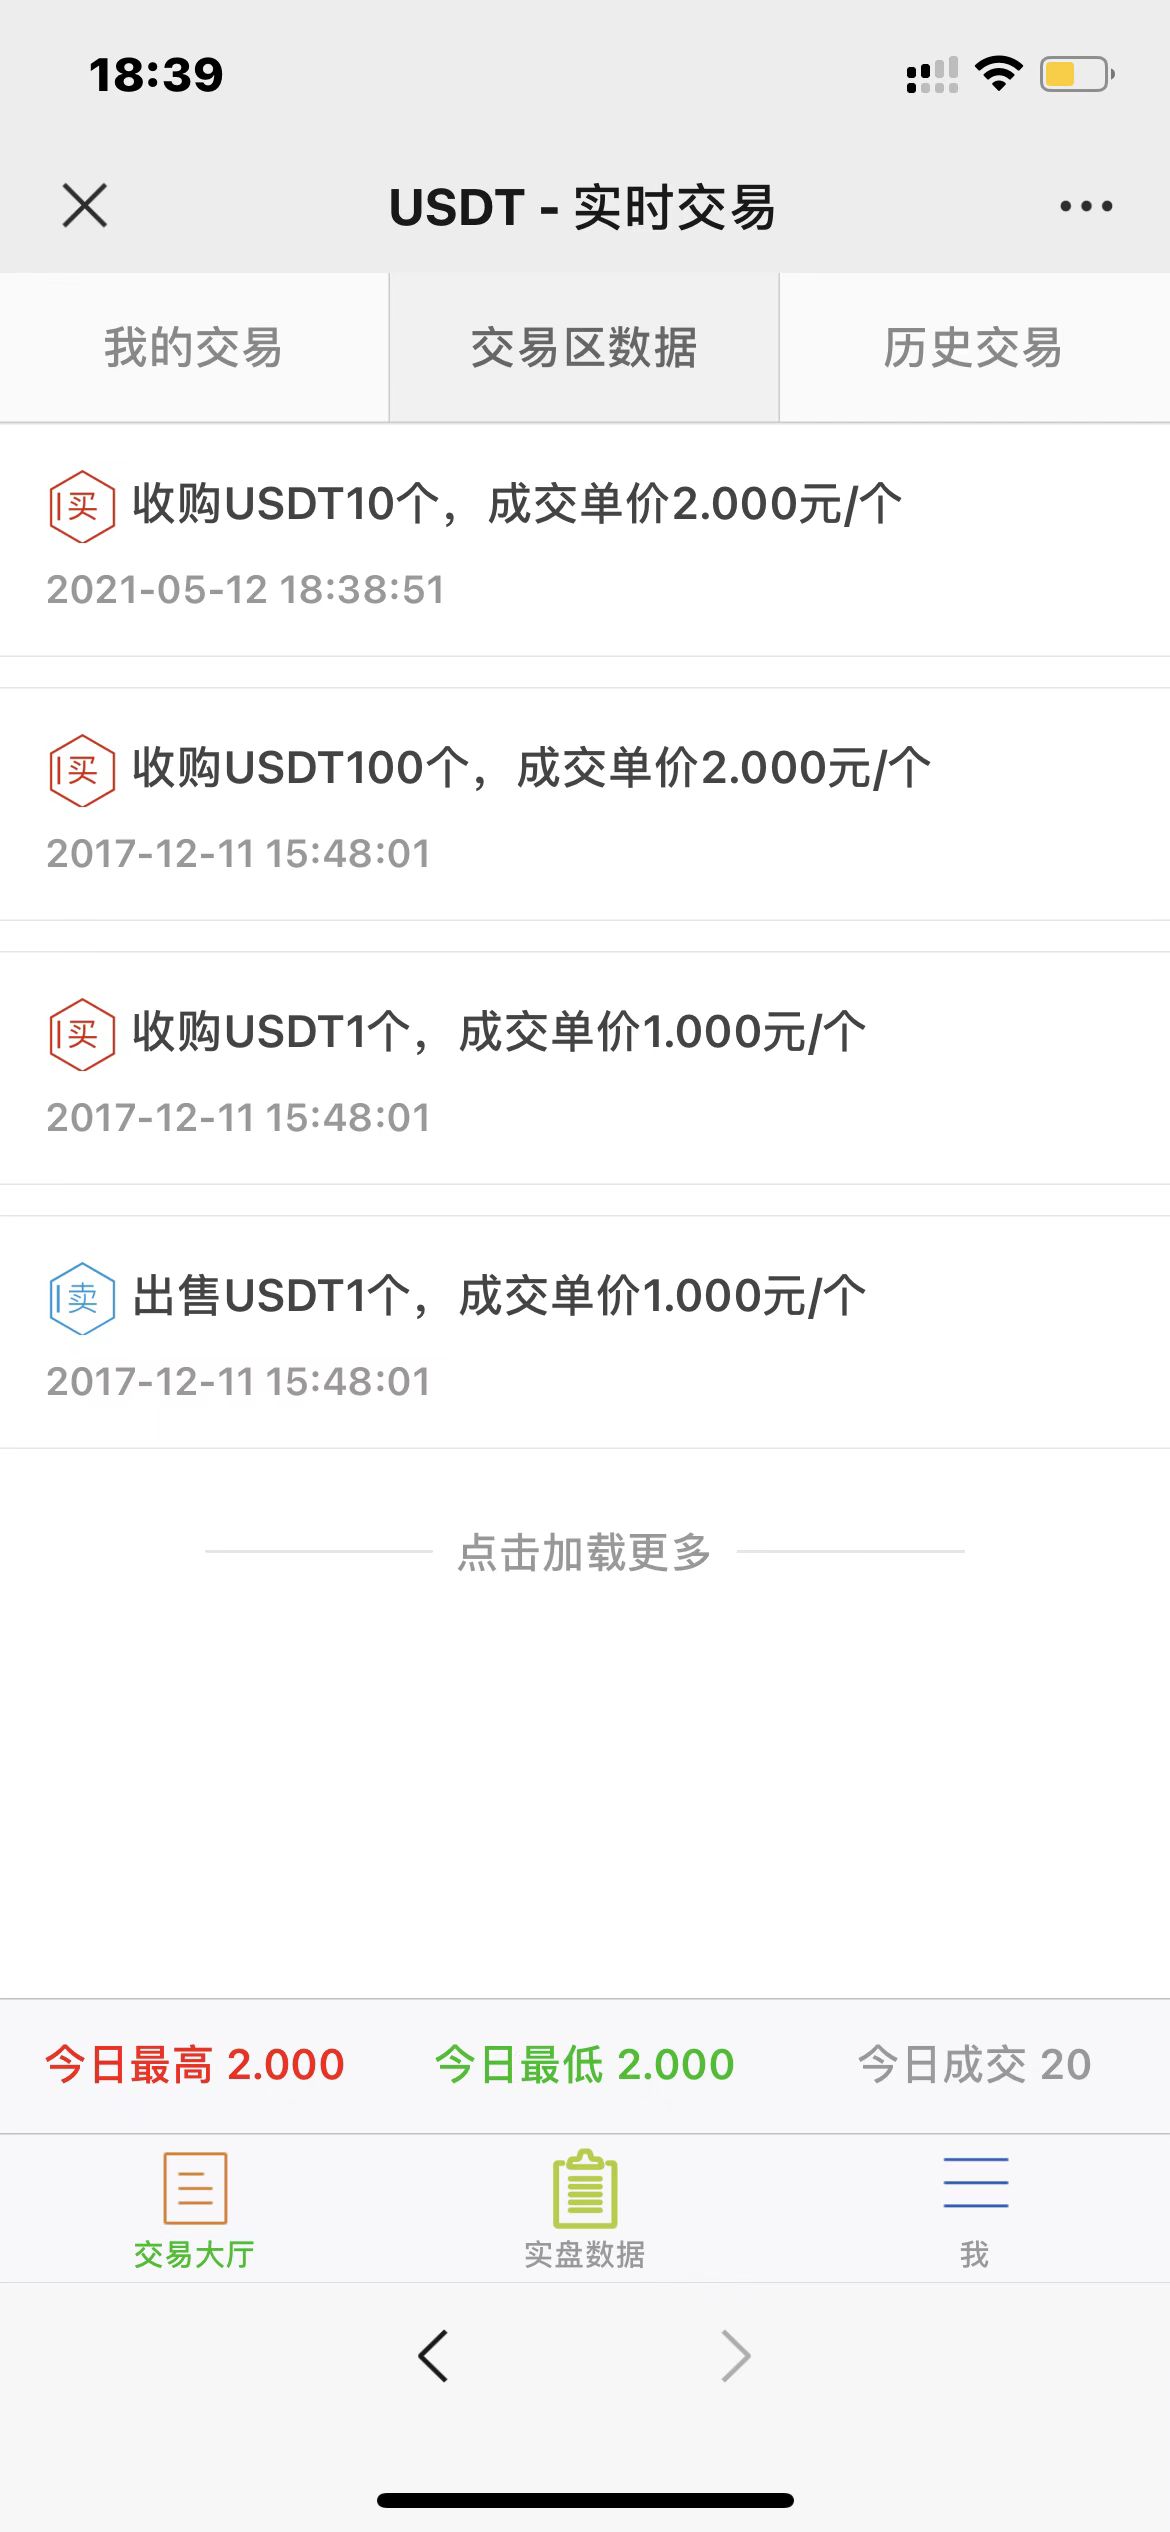 18:39
USDT - 实时交易
我的交易
交易区数据
历史交易
买 收购USDT10个，成交单价2.000元/个
2021-05-12 18:38:51
买 收购USDT100个，成交单价2.000元/个
2017-12-11 15:48:01
买 收购USDT1个，成交单价1.000元/个
2017-12-11 15:48:01
卖 出售USDT1个，成交单价1.000元/个
2017-12-11 15:48:01
点击加载更多
今日最高 2.000
今日最低 2.000
今日成交 20
交易大厅
实盘数据
我